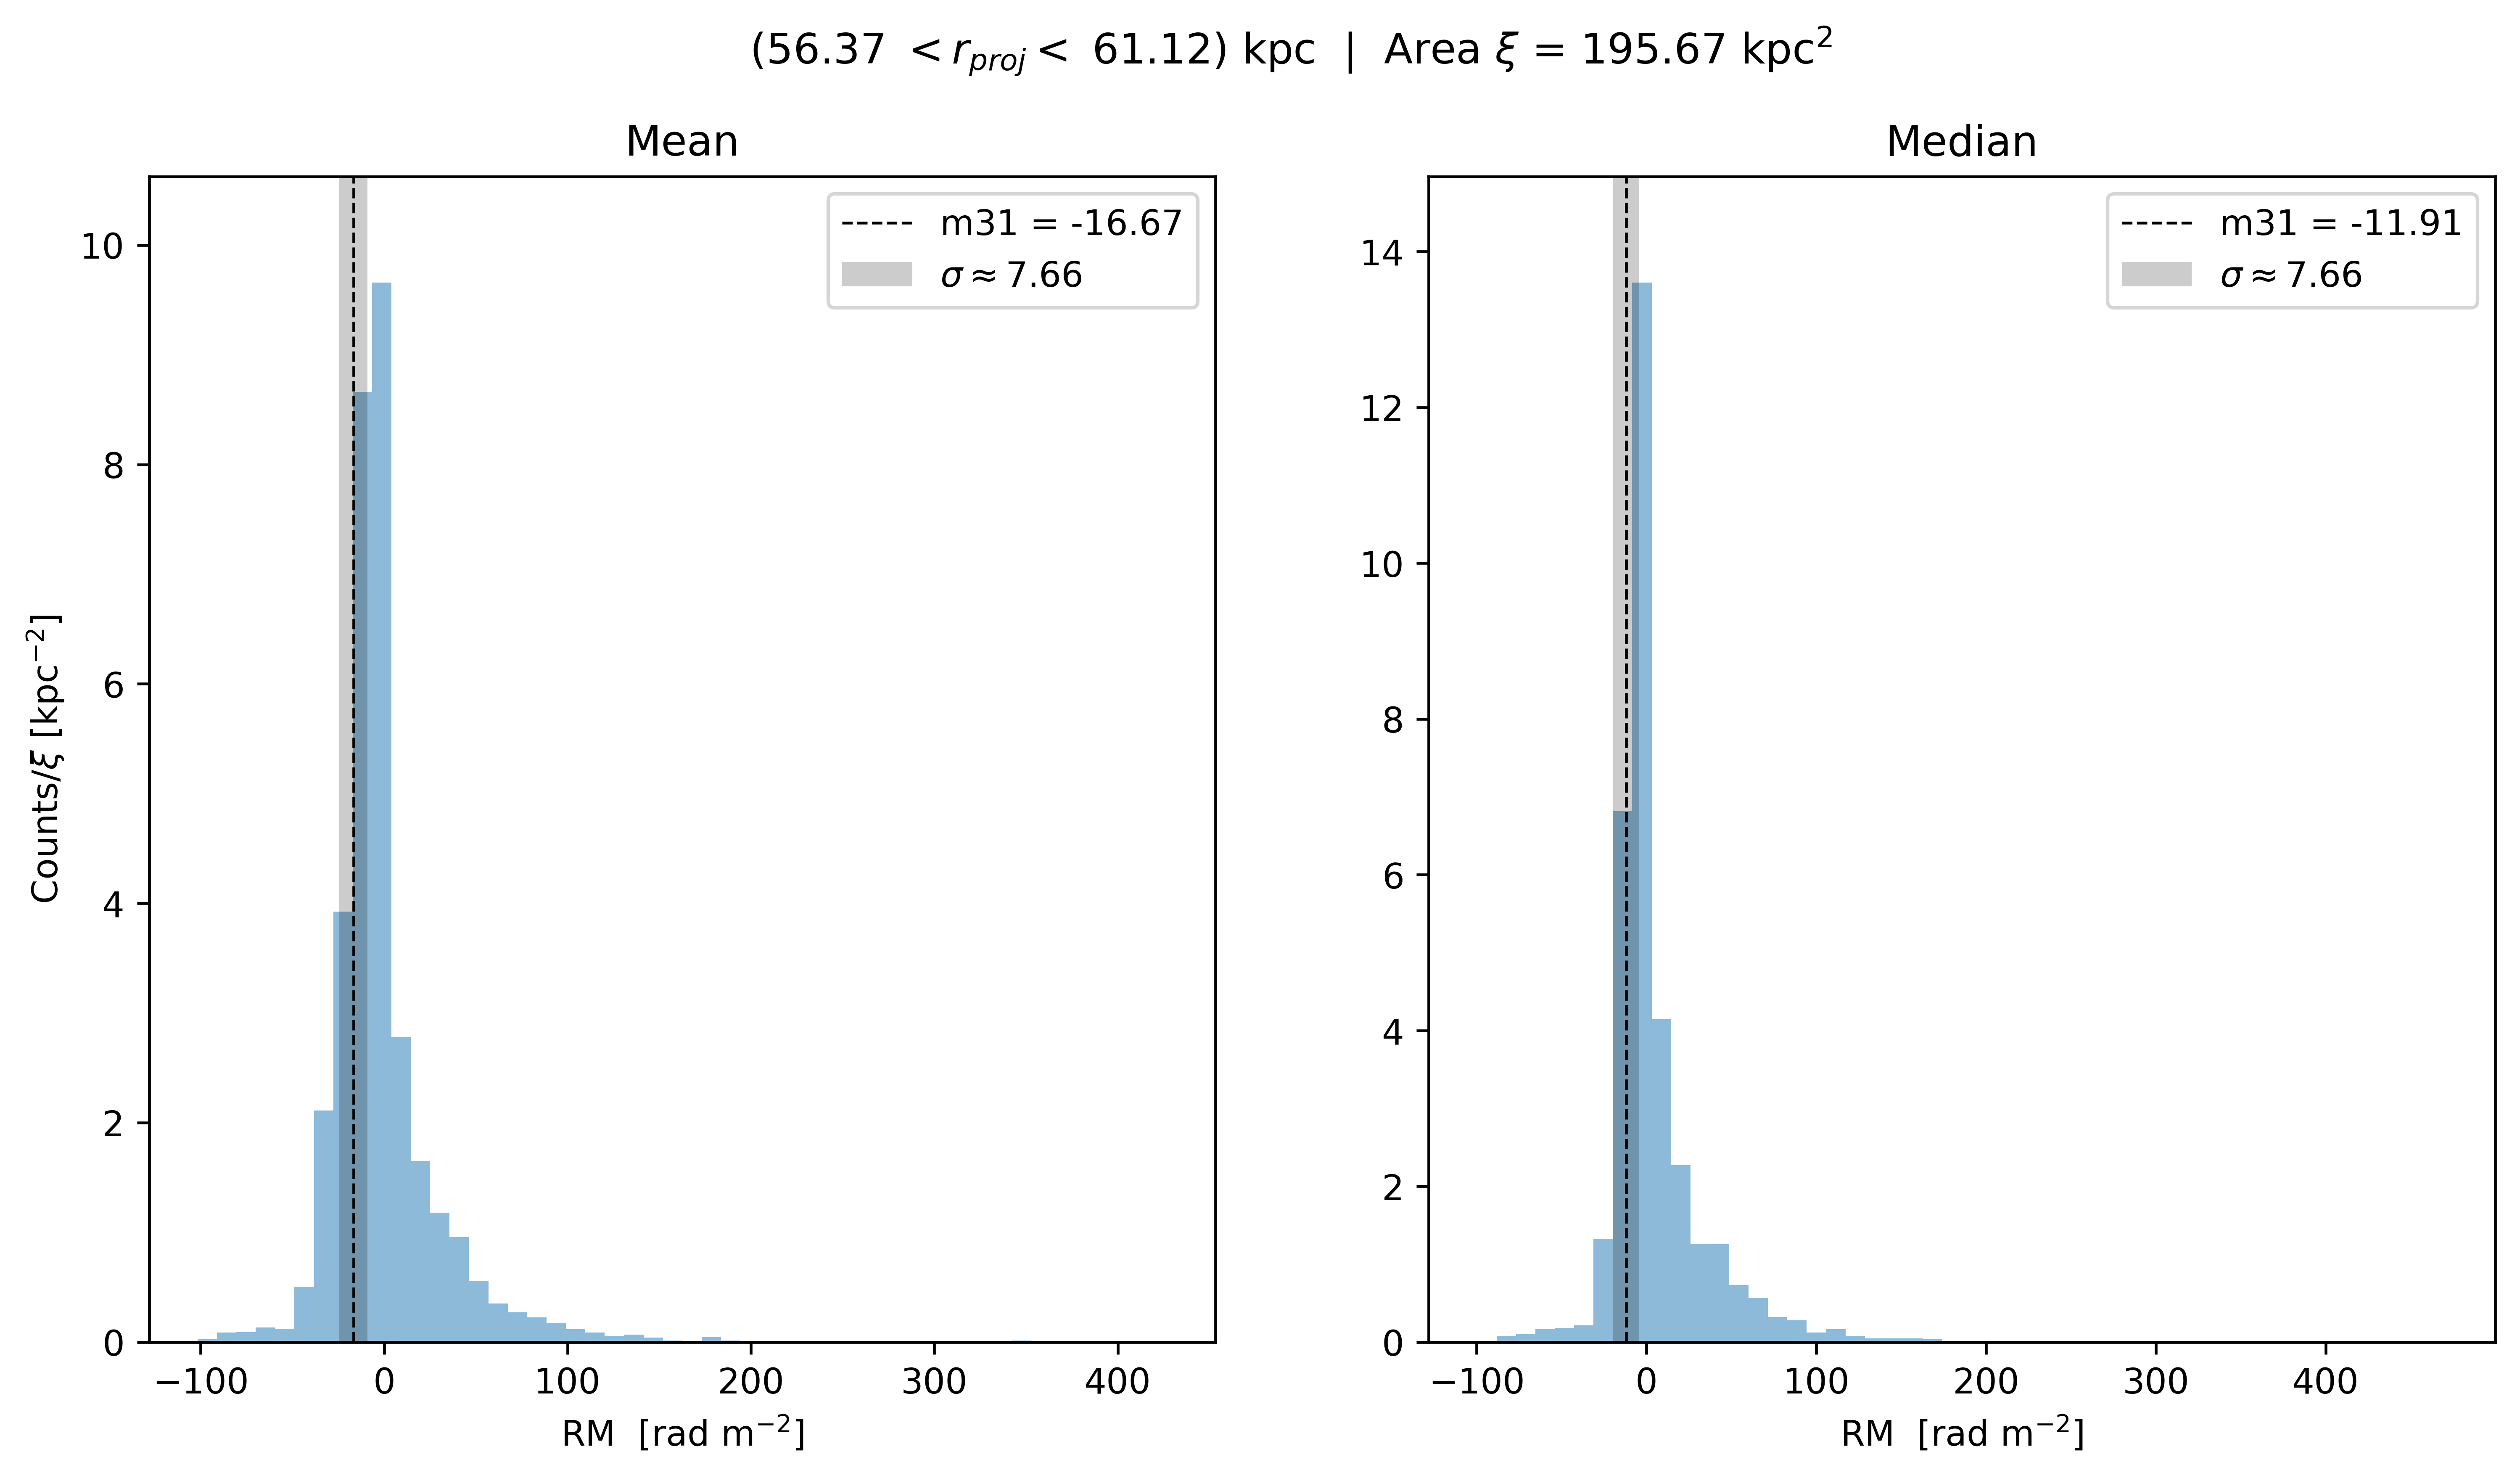 (56.37 < r_proj < 61.12) kpc | Area ξ = 195.67 kpc²
Mean
m31 = -16.67
σ ≈ 7.66
10
8
6
4
2
0
Counts/ξ [kpc⁻²]
−100 0 100 200 300 400
RM [rad m⁻²]
Median
m31 = -11.91
σ ≈ 7.66
14
12
10
8
6
4
2
0
−100 0 100 200 300 400
RM [rad m⁻²]